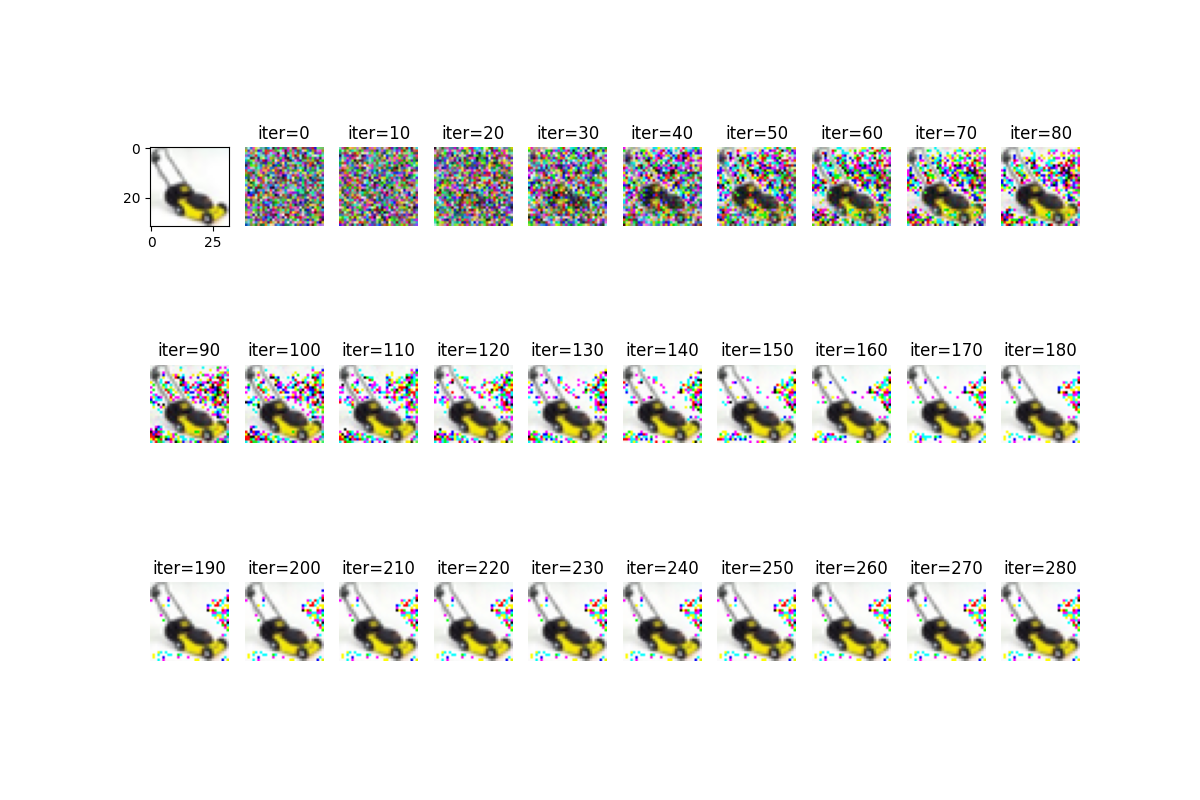 iter=0 iter=10 iter=20 iter=30 iter=40 iter=50 iter=60 iter=70 iter=80
0
20
0 25
iter=90 iter=100 iter=110 iter=120 iter=130 iter=140 iter=150 iter=160 iter=170 iter=180
iter=190 iter=200 iter=210 iter=220 iter=230 iter=240 iter=250 iter=260 iter=270 iter=280